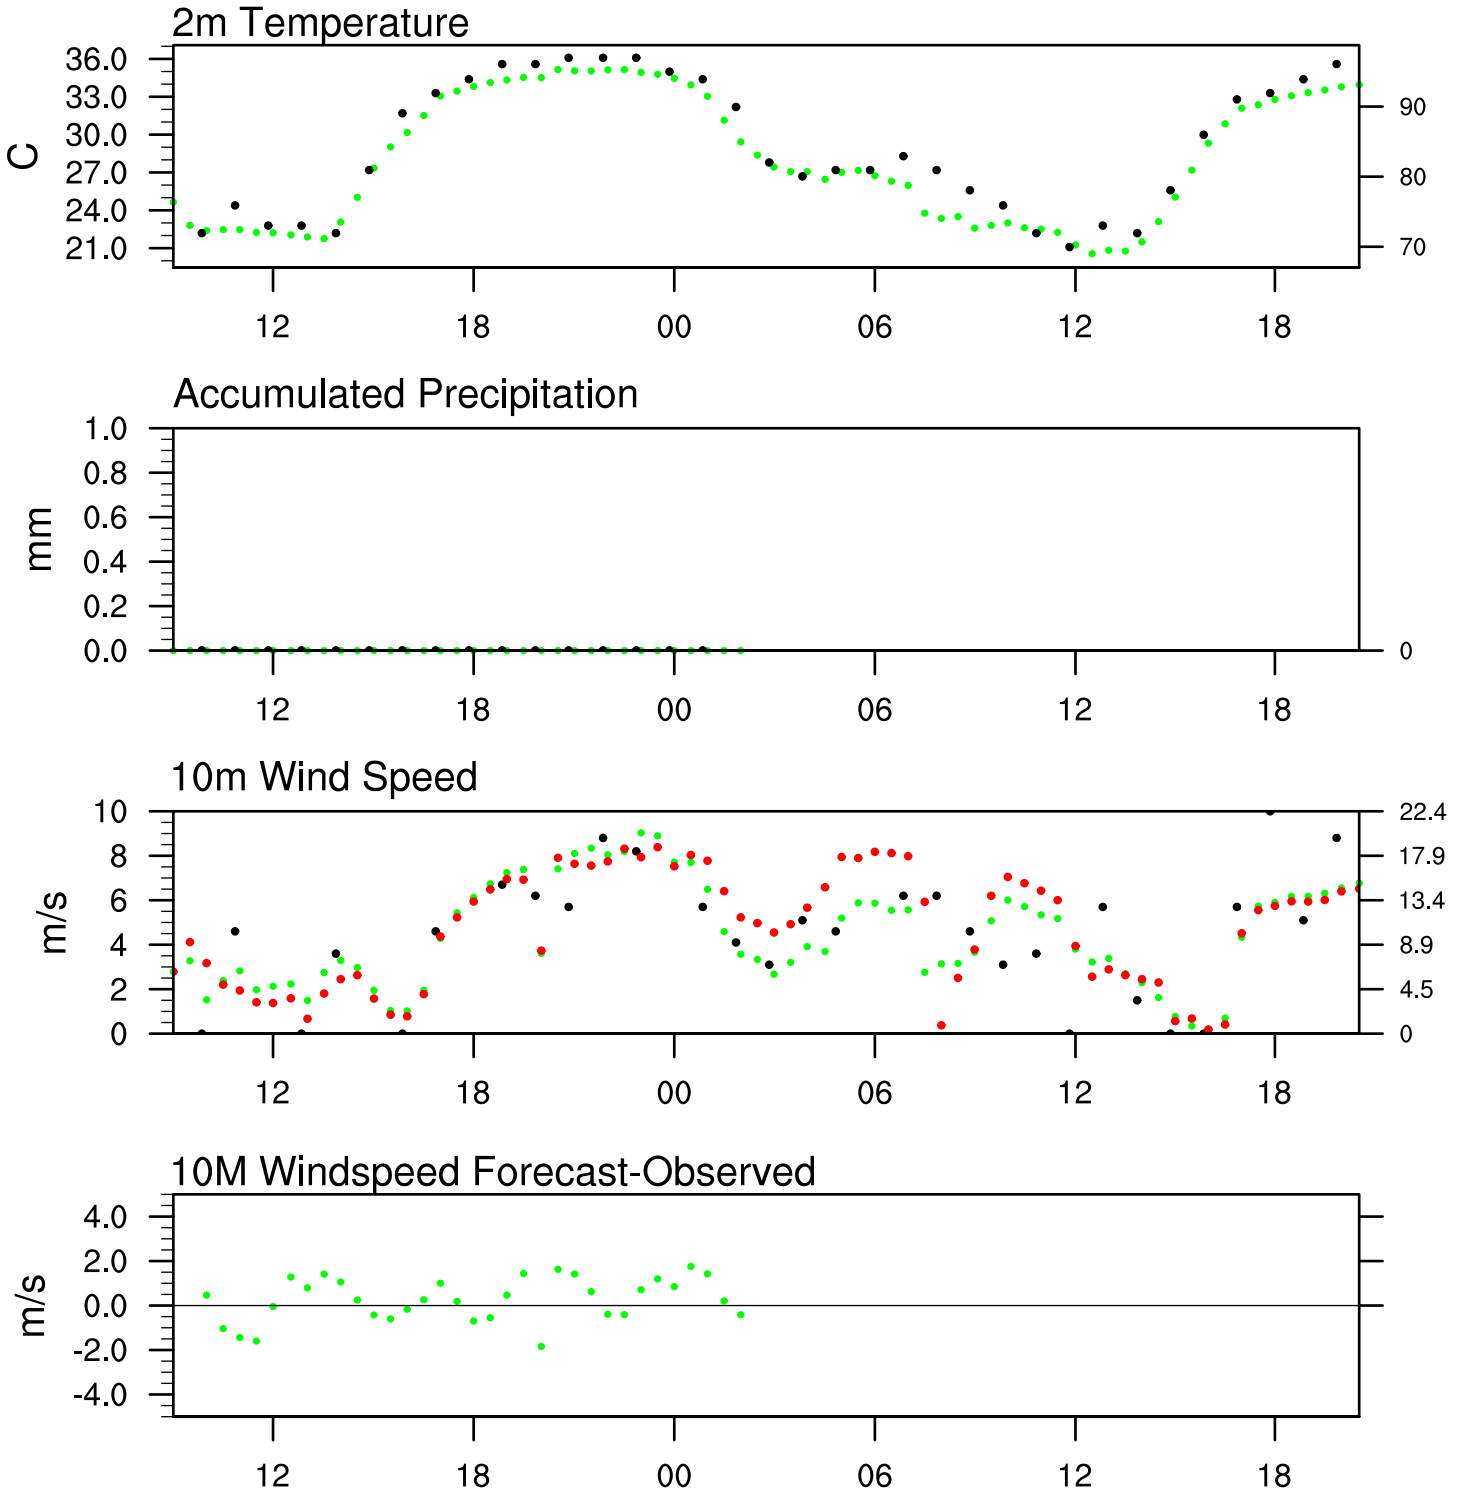 2m Temperature
36.0
33.0
30.0
27.0
24.0
21.0
C
90
80
70
12 18 00 06 12 18
Accumulated Precipitation
1.0
0.8
0.6
0.4
0.2
0.0
mm
0
12 18 00 06 12 18
10m Wind Speed
10
8
6
4
2
0
m/s
22.4
17.9
13.4
8.9
4.5
0
12 18 00 06 12 18
10M Windspeed Forecast-Observed
4.0
2.0
0.0
-2.0
-4.0
m/s
12 18 00 06 12 18